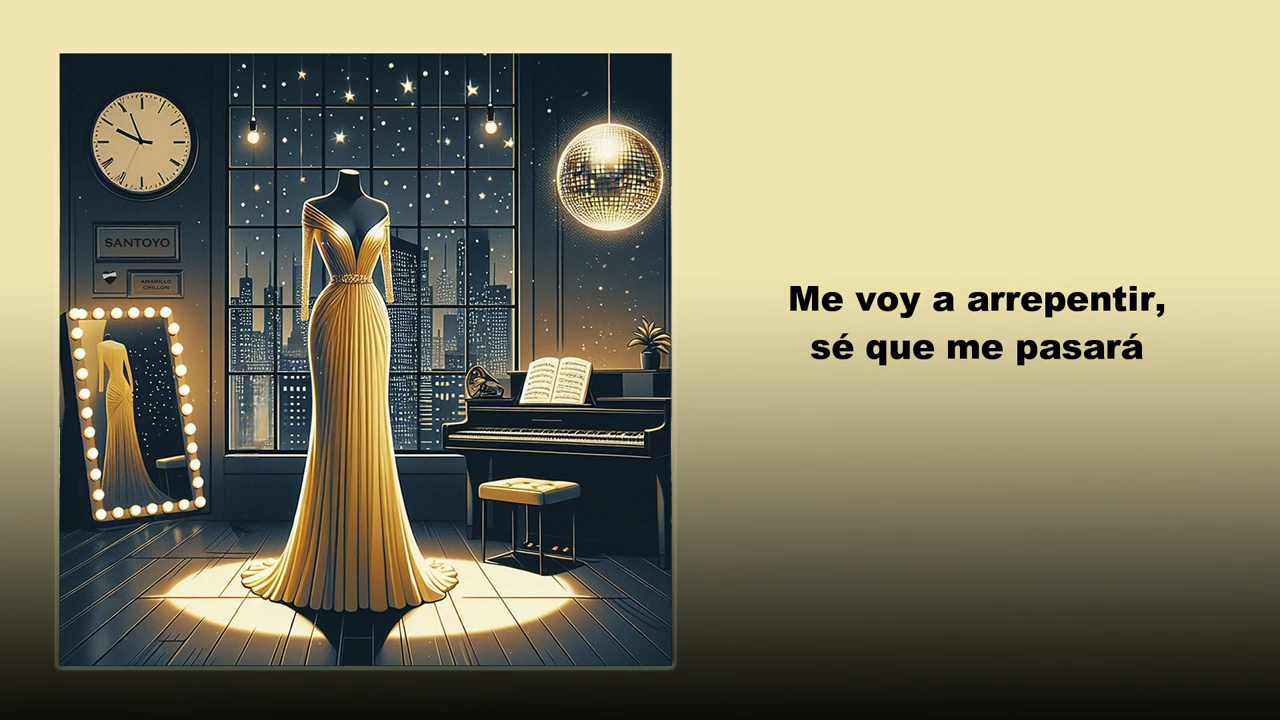 SANTOYO
AMARILLO
CHILLÓN
Me voy a arrepentir,
sé que me pasará